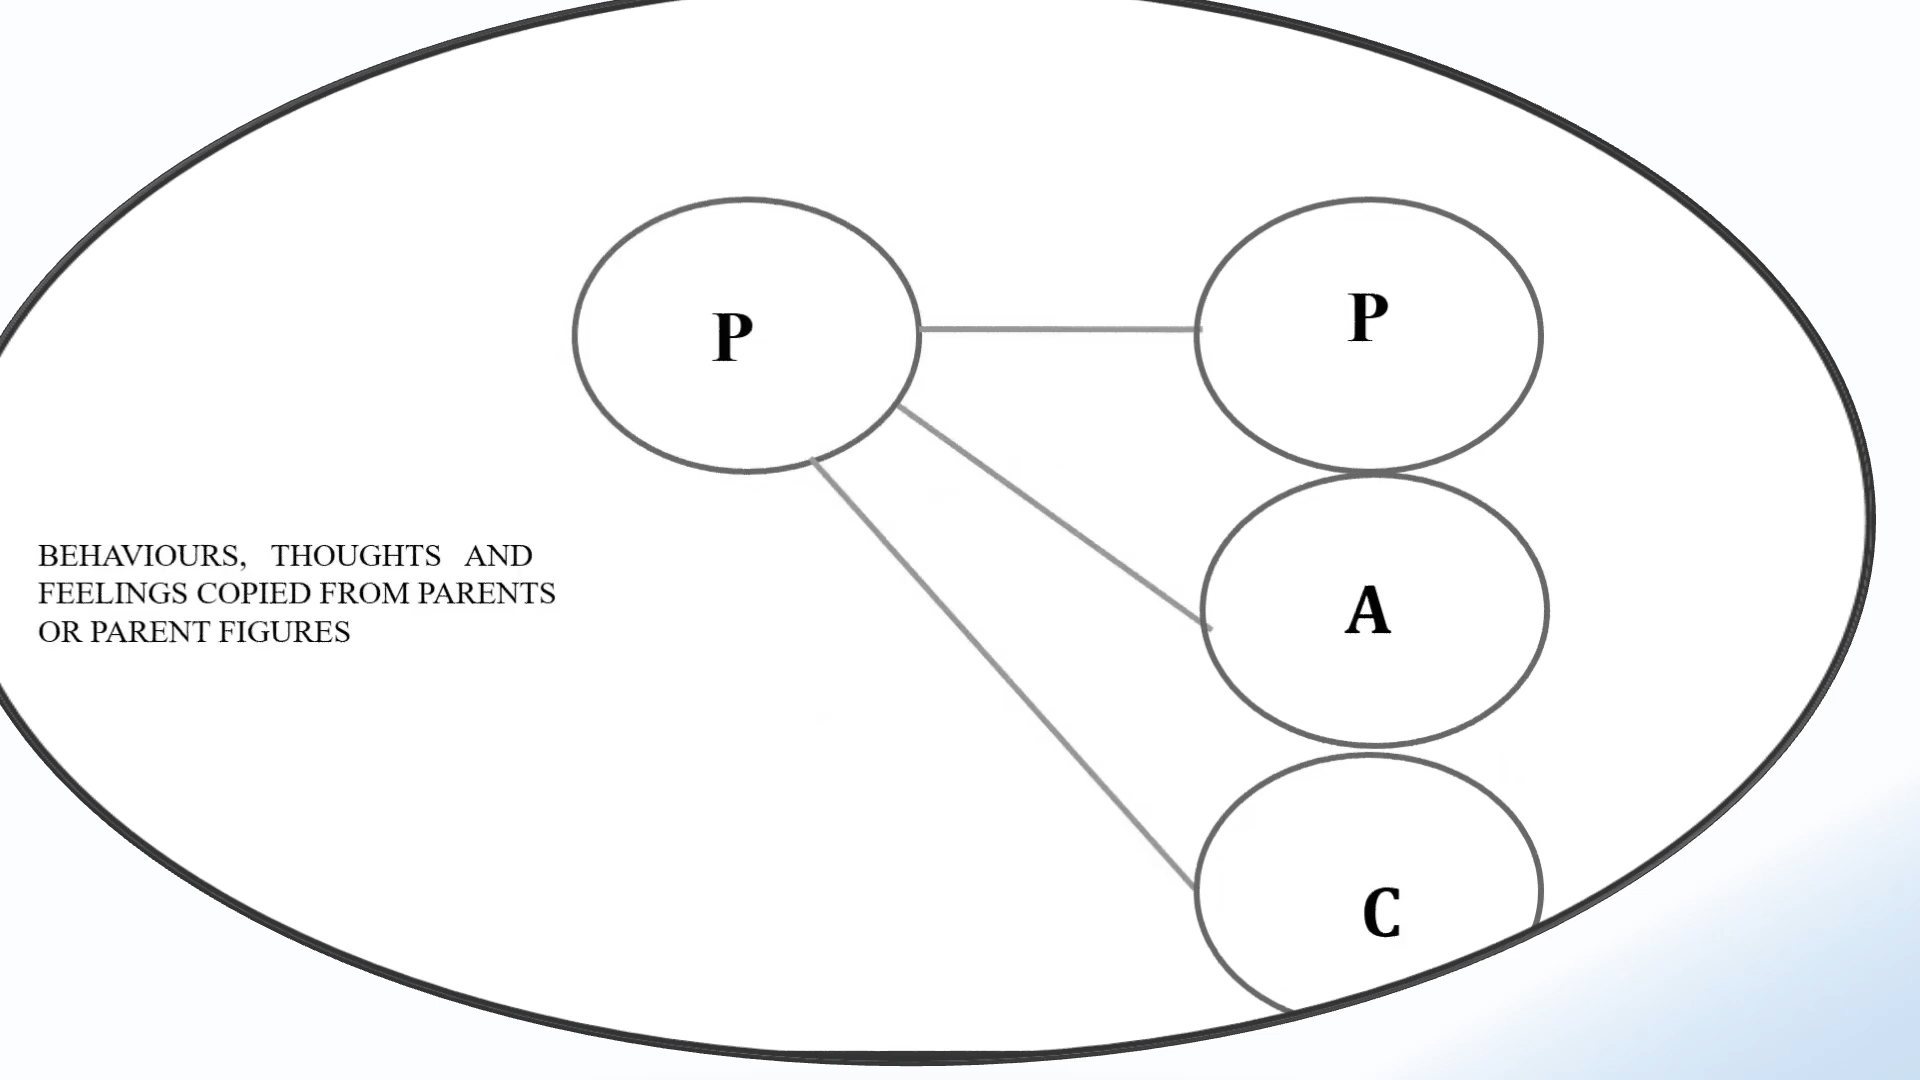 P
P
BEHAVIOURS, THOUGHTS AND
FEELINGS COPIED FROM PARENTS
OR PARENT FIGURES
A
C